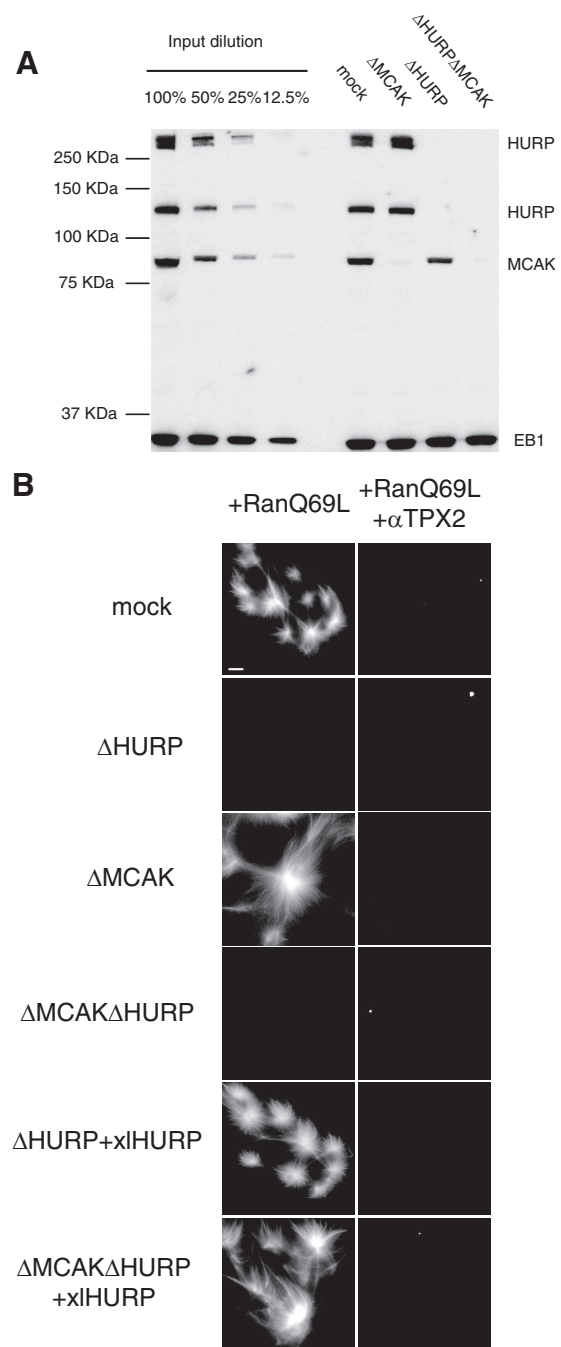 A
Input dilution
100% 50% 25% 12.5%
mock ΔMCAK ΔHURP ΔHURPΔMCAK
250 KDa
150 KDa
100 KDa
75 KDa
37 KDa
HURP
HURP
MCAK
EB1
B
+RanQ69L
+RanQ69L
+αTPX2
mock
ΔHURP
ΔMCAK
ΔMCAKΔHURP
ΔHURP+xlHURP
ΔMCAKΔHURP
+xlHURP